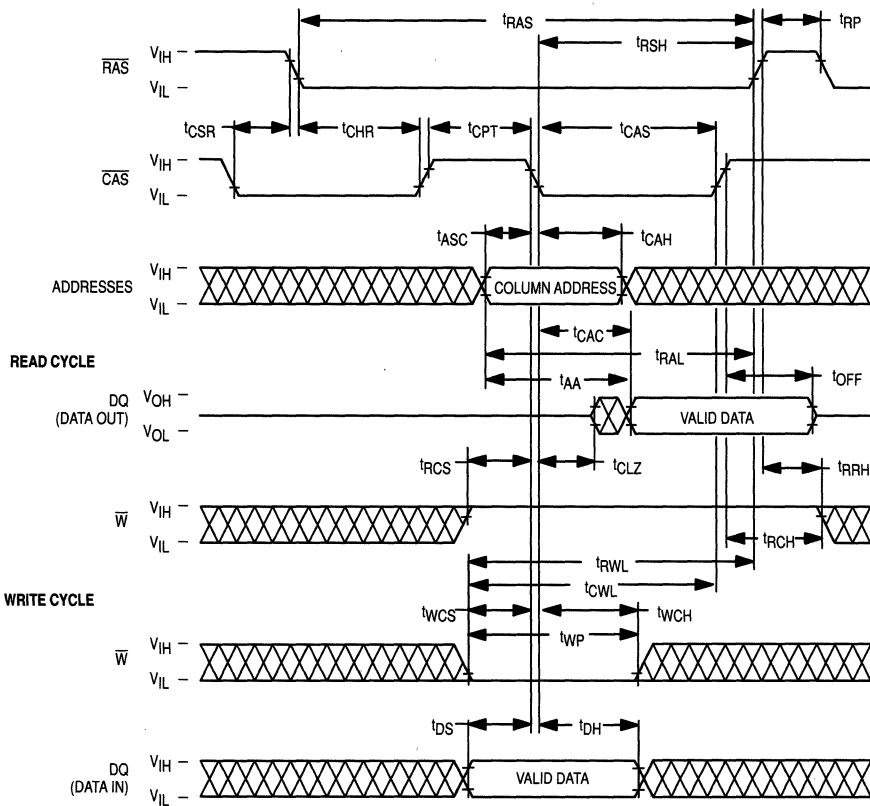 tRAS
tRP
tRSH
RAS
VIH
VIL
tCSR
tCHR
tCPT
tCAS
CAS
VIH
VIL
tASC
tCAH
ADDRESSES
VIH
VIL
COLUMN ADDRESS
tCAC
tRAL
READ CYCLE
tAA
tOFF
DQ
(DATA OUT)
VOH
VOL
VALID DATA
tRCS
tCLZ
tRRH
W
VIH
VIL
tRCH
tRWL
tCWL
WRITE CYCLE
tWCS
tWCH
tWP
W
VIH
VIL
tDS
tDH
DQ
(DATA IN)
VIH
VIL
VALID DATA